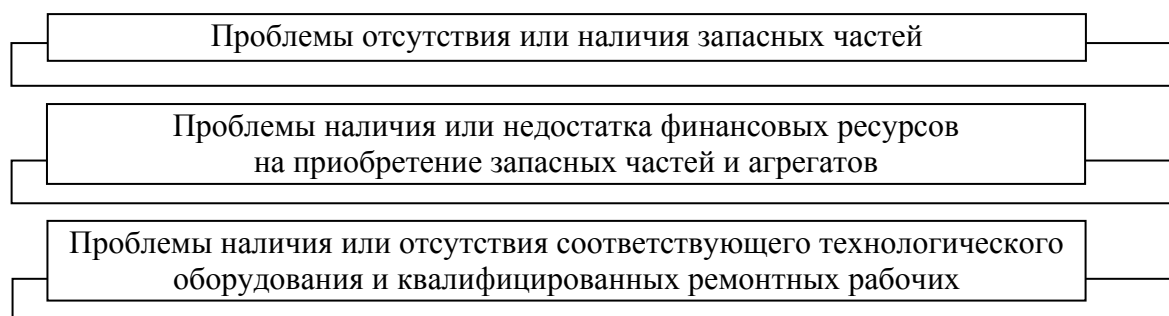 Проблемы отсутствия или наличия запасных частей
Проблемы наличия или недостатка финансовых ресурсов
на приобретение запасных частей и агрегатов
Проблемы наличия или отсутствия соответствующего технологического
оборудования и квалифицированных ремонтных рабочих